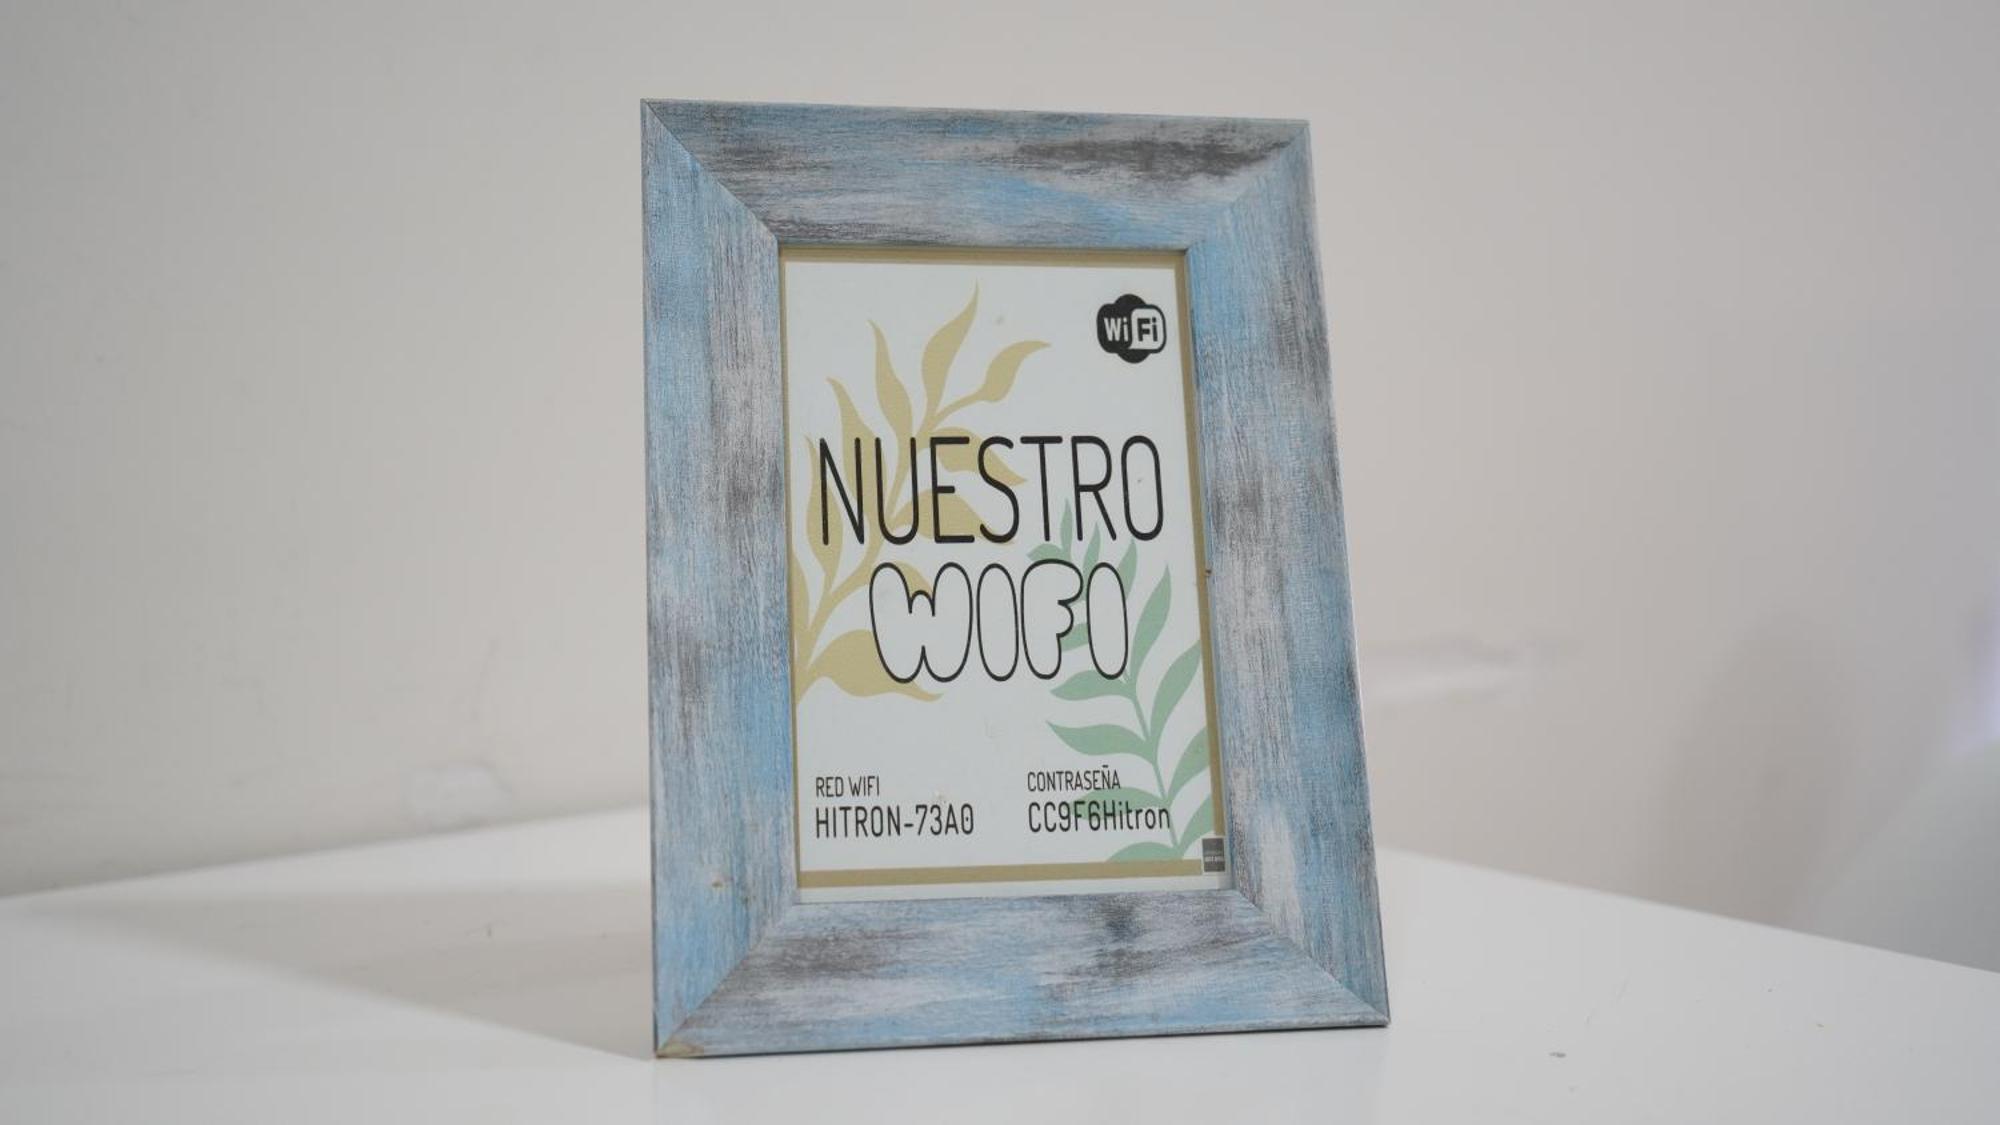 WiFi
NUESTRO
WIFI
RED WIFI
HITRON-73A0
CONTRASEÑA
CC9F6Hitron